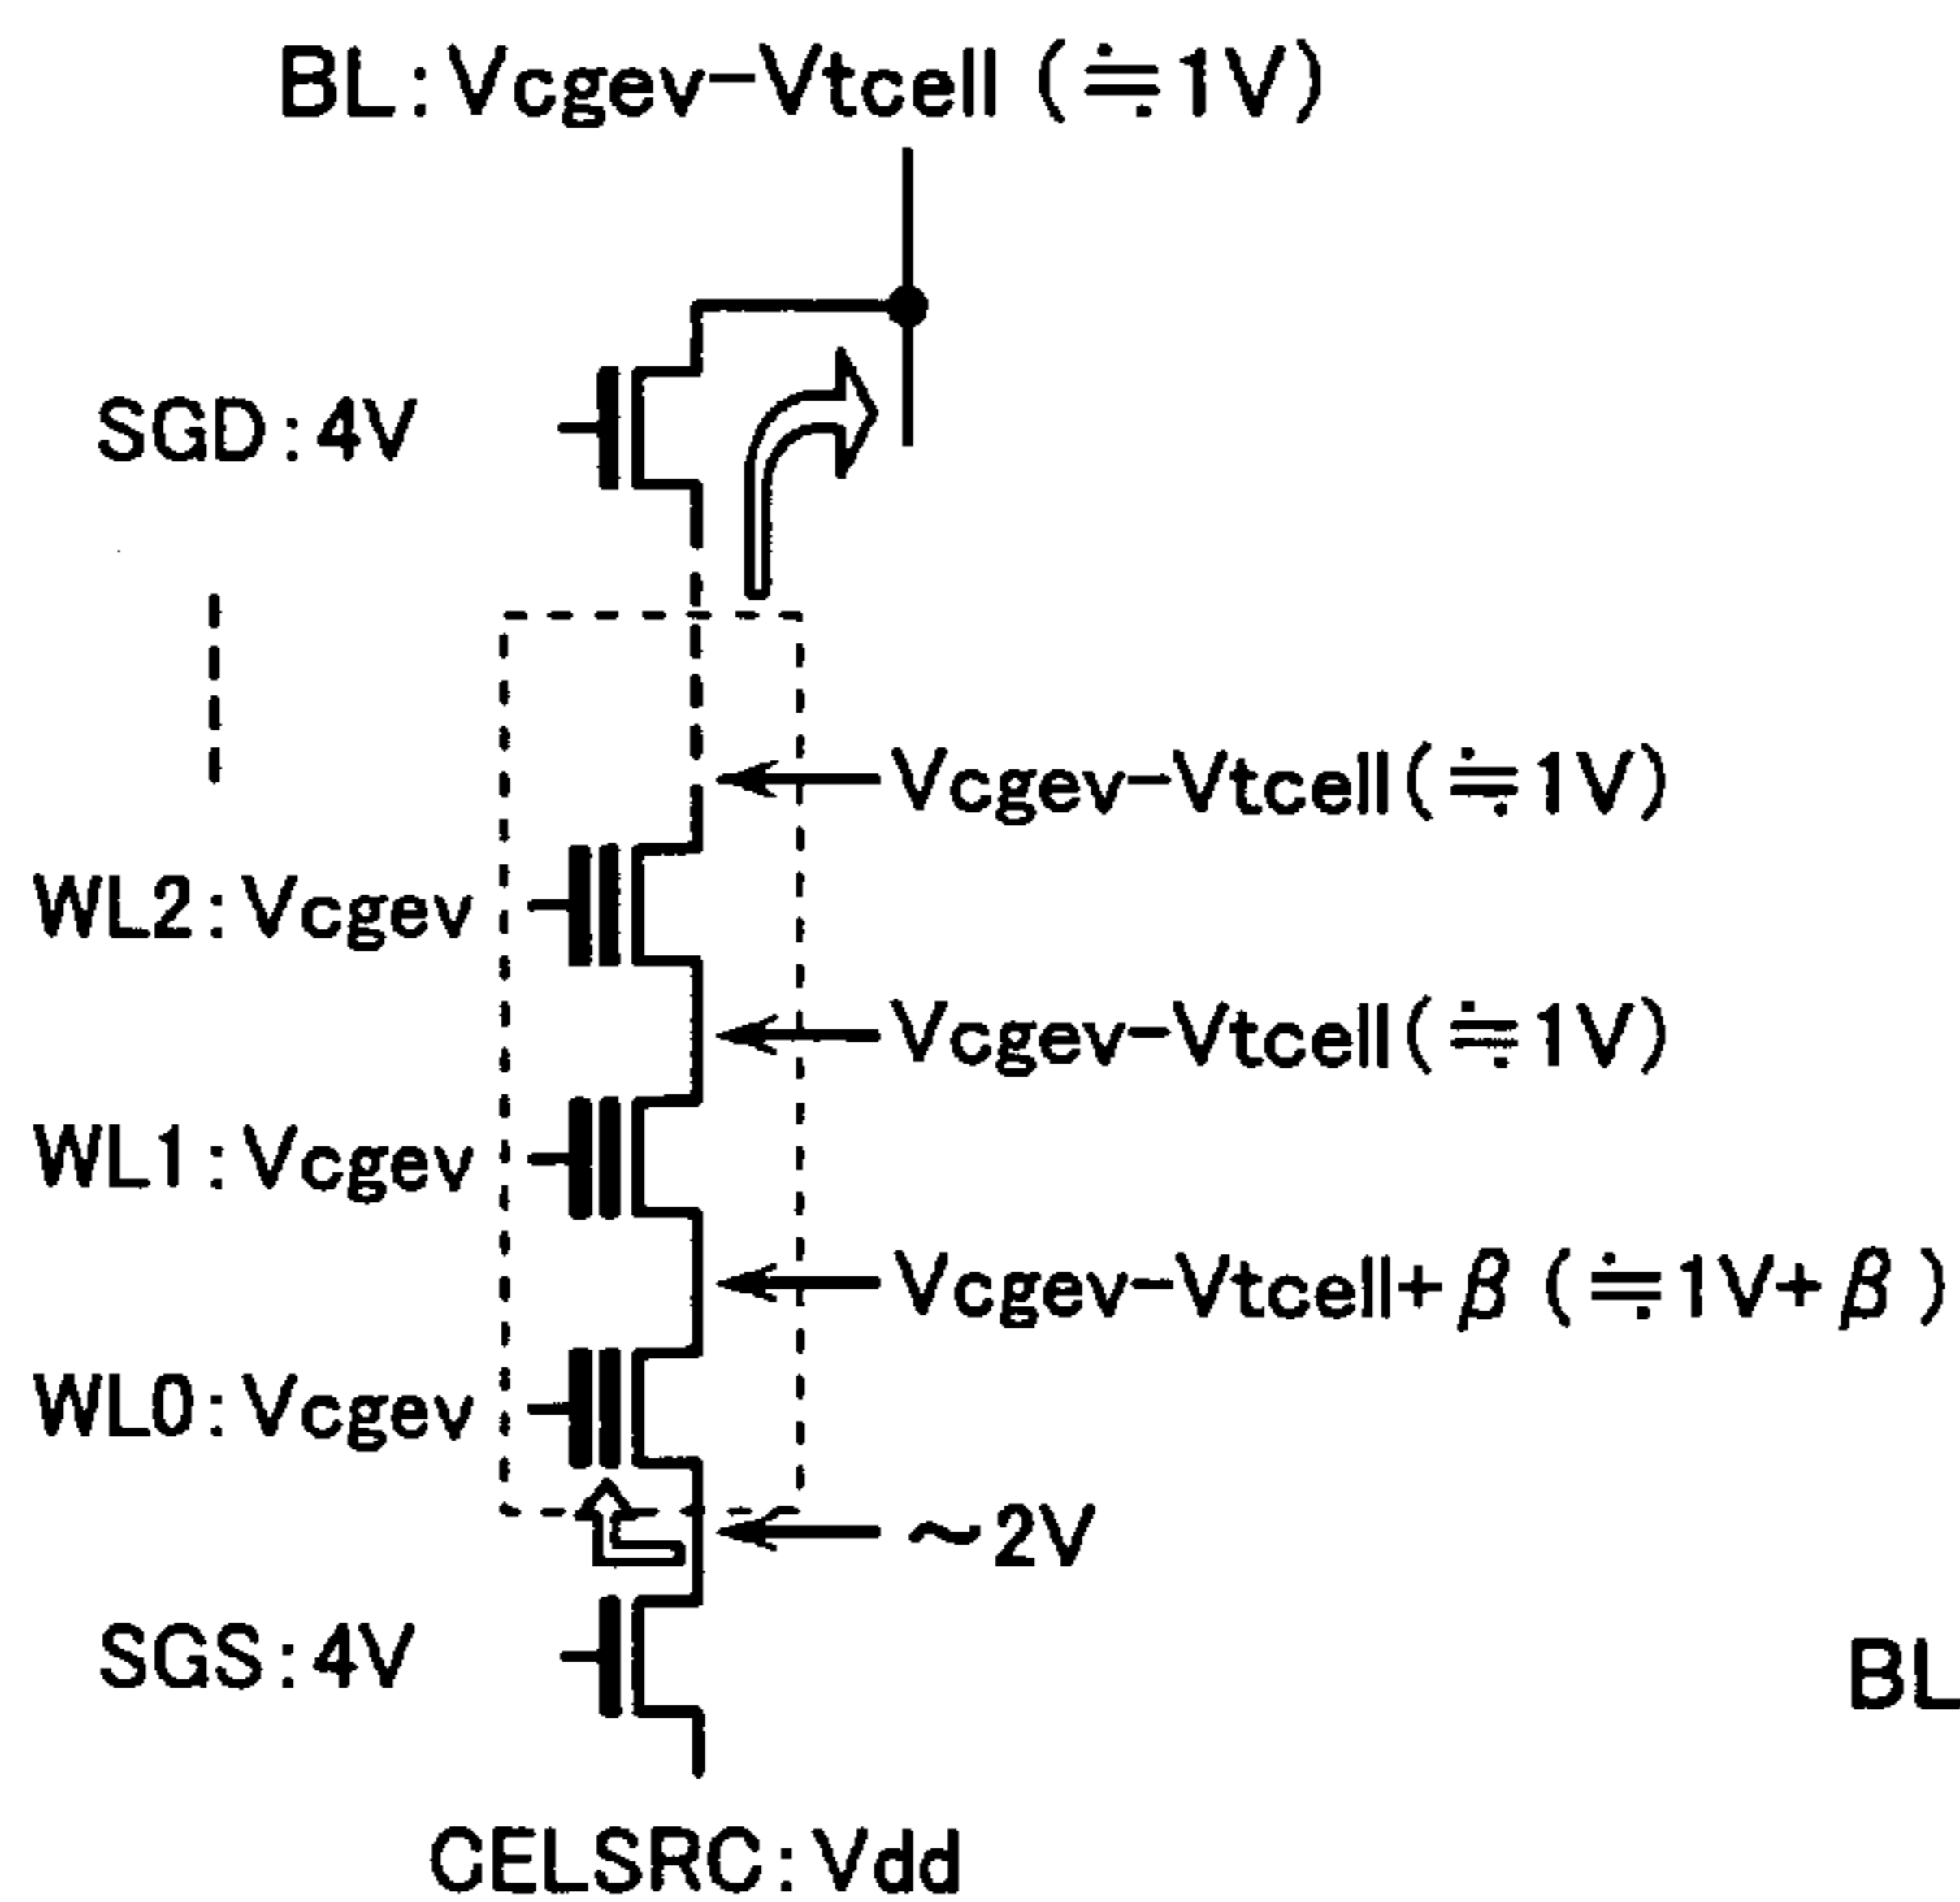 BL:Vcgev-Vtcell(≒1V)
SGD:4V
Vcgev-Vtcell(≒1V)
WL2:Vcgev
Vcgev-Vtcell(≒1V)
WL1:Vcgev
Vcgev-Vtcell+β(≒1V+β)
WL0:Vcgev
~2V
SGS:4V
BL
CELSRC:Vdd